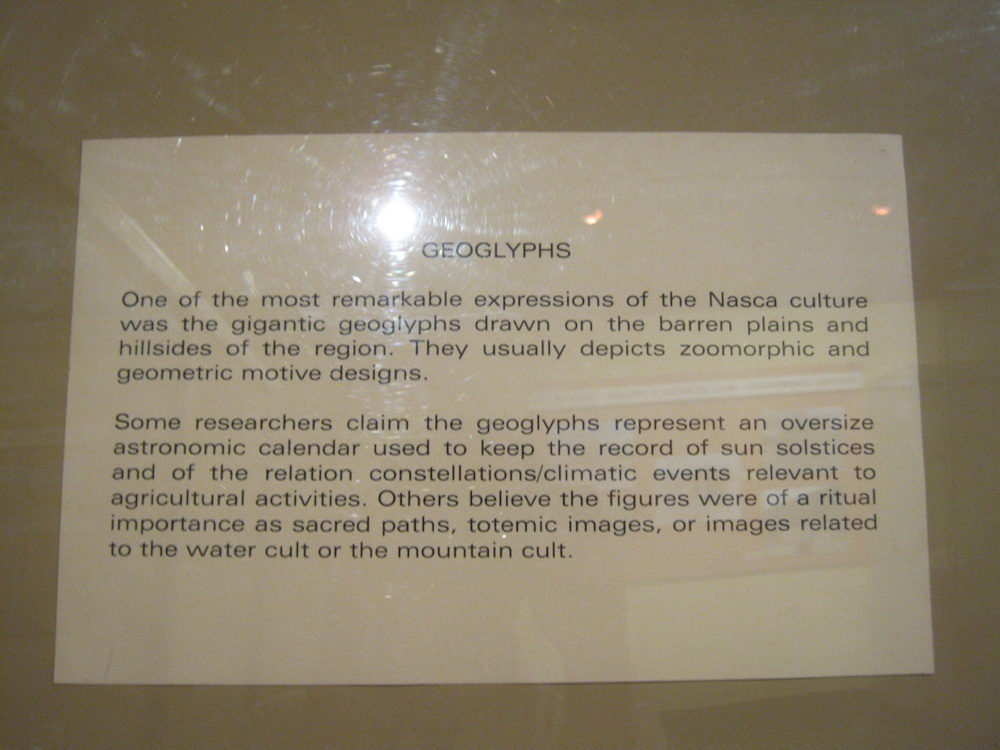 GEOGLYPHS
One of the most remarkable expressions of the Nasca culture
was the gigantic geoglyphs drawn on the barren plains and
hillsides of the region. They usually depicts zoomorphic and
geometric motive designs.
Some researchers claim the geoglyphs represent an oversize
astronomic calendar used to keep the record of sun solstices
and of the relation constellations/climatic events relevant to
agricultural activities. Others believe the figures were of a ritual
importance as sacred paths, totemic images, or images related
to the water cult or the mountain cult.